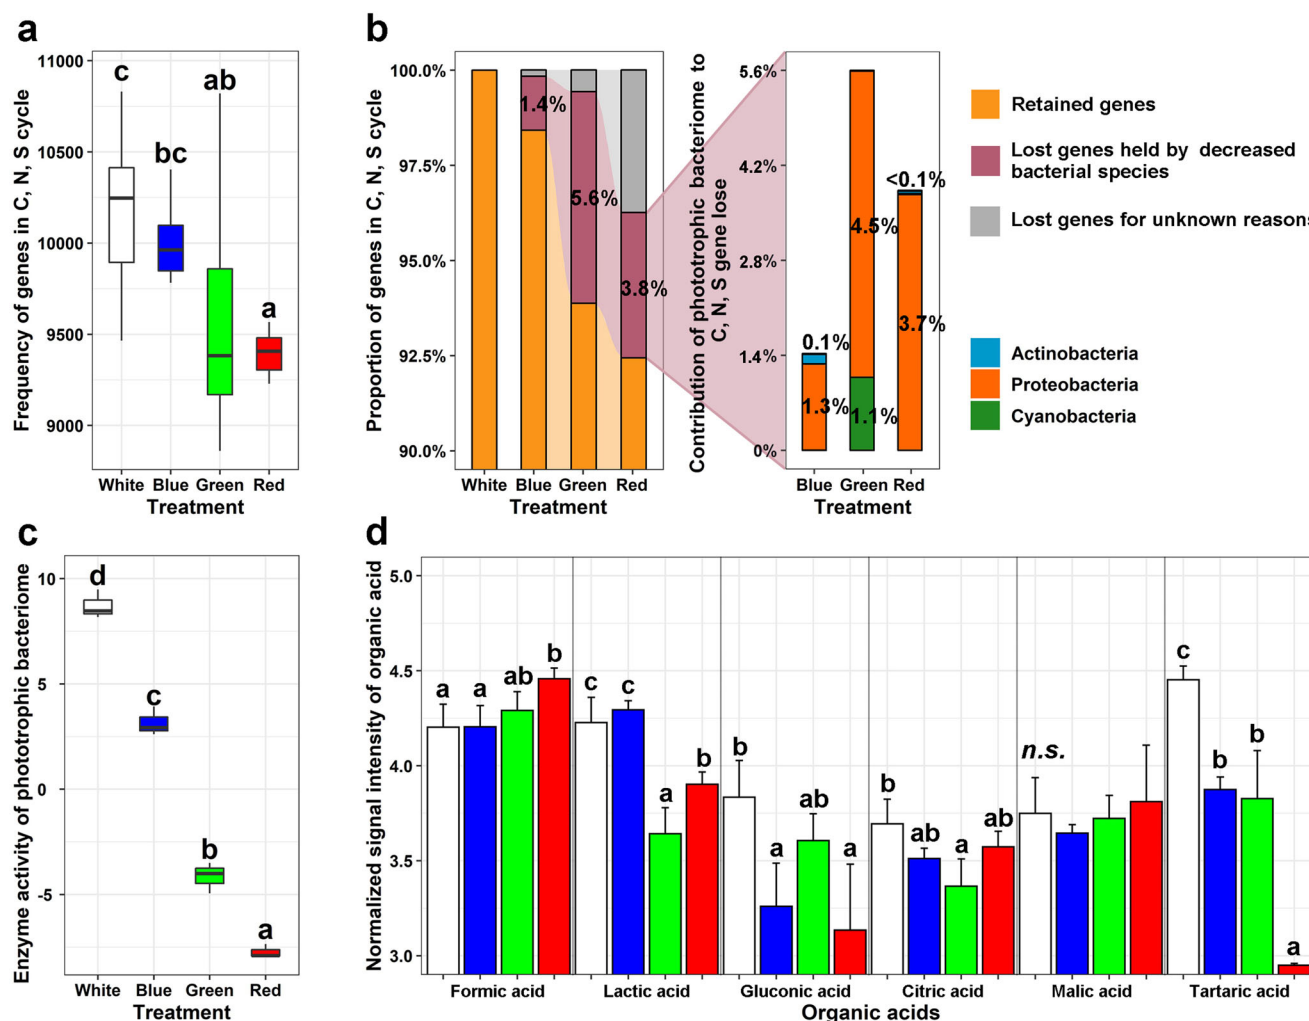 a
11000
10500
10000
9500
9000
Frequency of genes in C, N, S cycle
c
bc
ab
a
White Blue Green Red
Treatment
b
100.0%
97.5%
95.0%
92.5%
90.0%
Proportion of genes in C, N, S cycle
1.4%
5.6%
3.8%
White Blue Green Red
Treatment
Contribution of phototrophic bacteriome to
C, N, S gene lose
5.6%
4.2%
2.8%
1.4%
0%
0.1%
1.3%
4.5%
1.1%
<0.1%
3.7%
Blue Green Red
Treatment
Retained genes
Lost genes held by decreased
bacterial species
Lost genes for unknown reasons
Actinobacteria
Proteobacteria
Cyanobacteria
c
10
5
0
-5
Enzyme activity of phototrophic bacteriome
d
c
b
a
White Blue Green Red
Treatment
d
5.0
4.5
4.0
3.5
3.0
Normalized signal intensity of organic acid
a a ab b
c c a b
b a ab a
b ab a ab
n.s.
c b b a
Formic acid Lactic acid Gluconic acid Citric acid Malic acid Tartaric acid
Organic acids